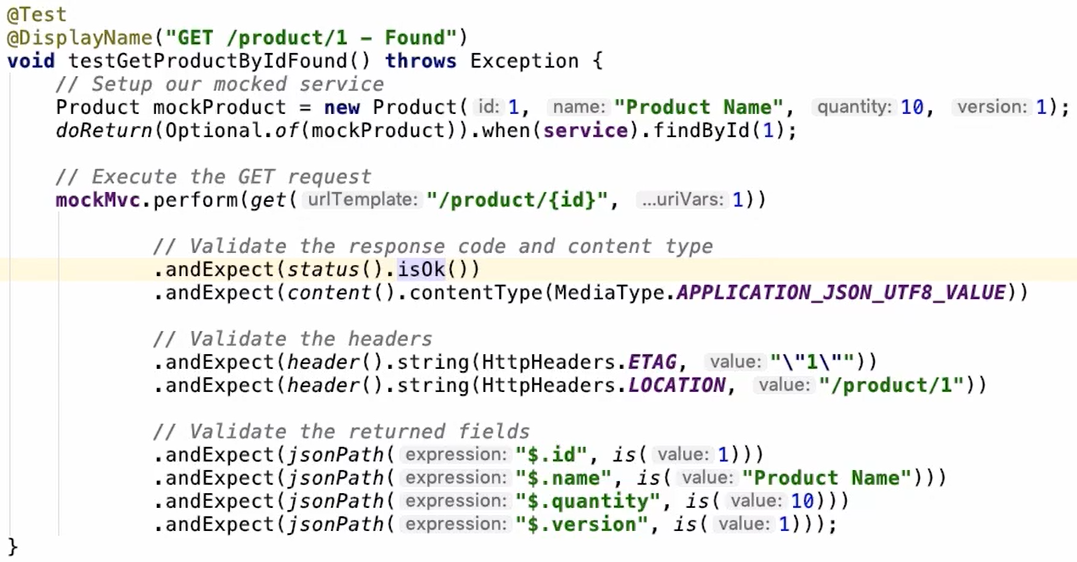 @Test
@DisplayName("GET /product/1 – Found")
void testGetProductByIdFound() throws Exception {
// Setup our mocked service
Product mockProduct = new Product( id: 1, name: "Product Name", quantity: 10, version: 1);
doReturn(Optional.of(mockProduct)).when(service).findById(1);
// Execute the GET request
mockMvc.perform(get( urlTemplate: "/product/{id}", ...uriVars: 1))
// Validate the response code and content type
.andExpect(status().isOk())
.andExpect(content().contentType(MediaType.APPLICATION_JSON_UTF8_VALUE))
// Validate the headers
.andExpect(header().string(HttpHeaders.ETAG, value: "\"1\""))
.andExpect(header().string(HttpHeaders.LOCATION, value: "/product/1"))
// Validate the returned fields
.andExpect(jsonPath( expression: "$.id", is( value: 1)))
.andExpect(jsonPath( expression: "$.name", is( value: "Product Name")))
.andExpect(jsonPath( expression: "$.quantity", is( value: 10)))
.andExpect(jsonPath( expression: "$.version", is( value: 1)));
}